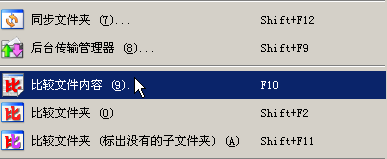 同步文件夹 (7)... Shift+F12
后台传输管理器 (8)... Shift+F9
比较文件内容 (9). F10
比较文件夹 (0) Shift+F2
比较文件夹 (标出没有的子文件夹) (A) Shift+F11